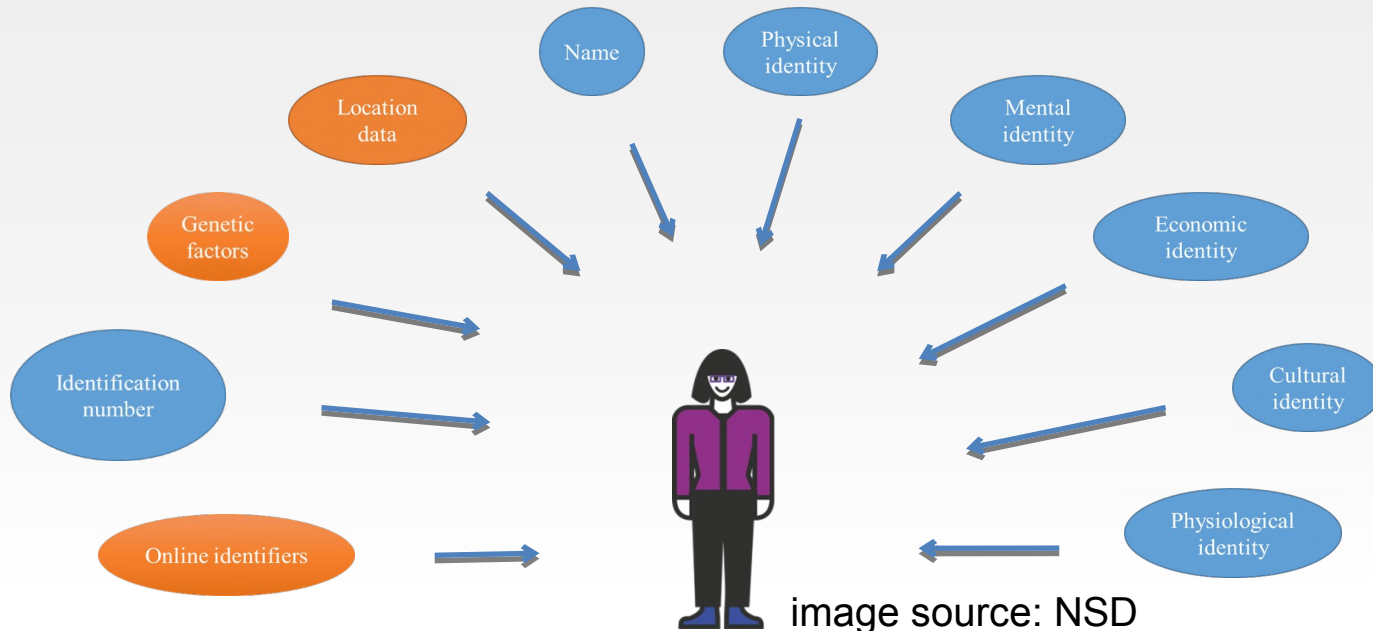 Name
Physical
identity
Location
data
Mental
identity
Genetic
factors
Economic
identity
Identification
number
Cultural
identity
Online identifiers
Physiological
identity
image source: NSD